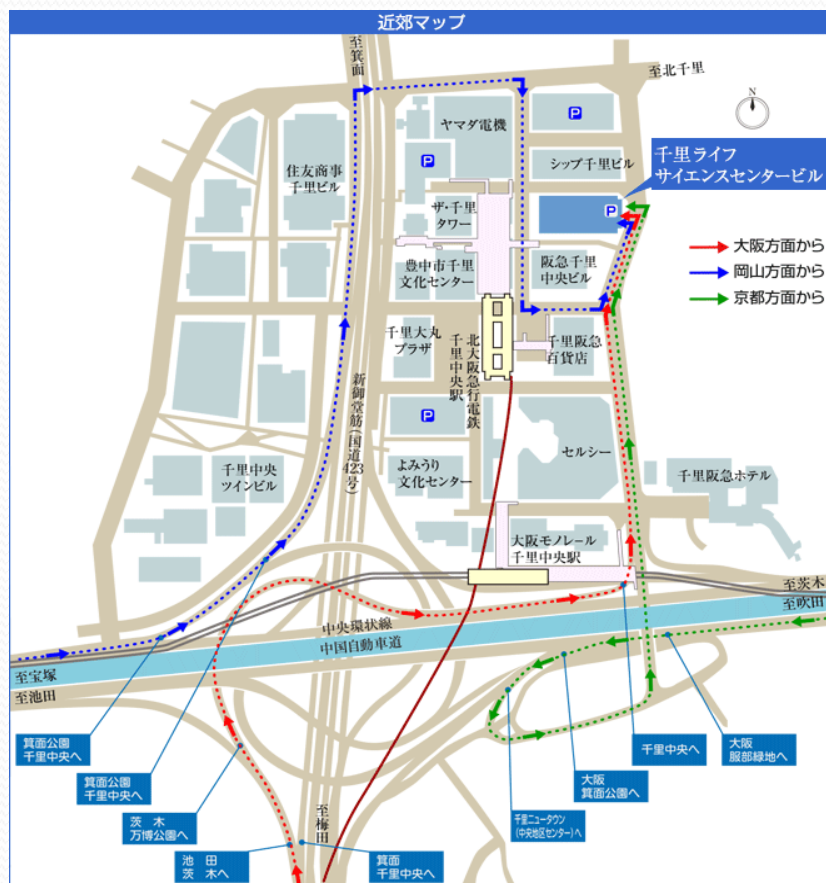 近郊マップ
至箕面
至北千里
N
ヤマダ電機
P
P
住友商事
千里ビル
シップ千里ビル
千里ライフ
サイエンスセンタービル
P
ザ・千里
タワー
大阪方面から
岡山方面から
京都方面から
豊中市千里
文化センター
阪急千里
中央ビル
千里大丸
プラザ
北大阪急行電鉄
千里中央駅
千里阪急
百貨店
新御堂筋(国道423号)
P
セルシー
千里中央
ツインビル
よみうり
文化センター
千里阪急ホテル
大阪モノレール
千里中央駅
至茨木
至吹田
中央環状線
中国自動車道
至宝塚
至池田
箕面公園
千里中央へ
箕面公園
千里中央へ
茨 木
万博公園へ
池 田
茨木へ
至梅田
箕面
千里中央へ
千里ニュータウン
(中央地区センター)へ
大阪
箕面公園へ
千里中央へ
大阪
服部緑地へ